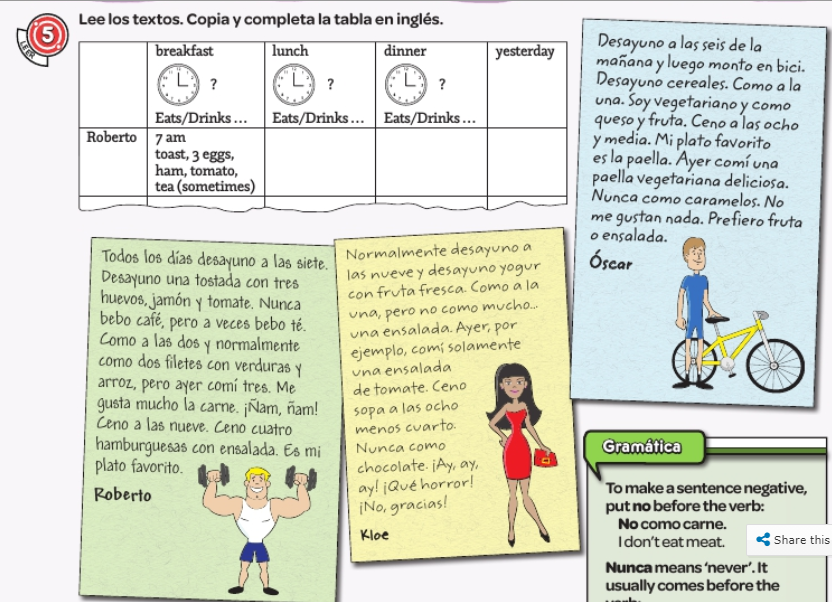 5
LEER
Lee los textos. Copia y completa la tabla en inglés.
breakfast
lunch
dinner
yesterday
?
?
?
Eats/Drinks …
Eats/Drinks …
Eats/Drinks …
Roberto
7 am
toast, 3 eggs,
ham, tomato,
tea (sometimes)
Desayuno a las seis de la
mañana y luego monto en bici.
Desayuno cereales. Como a la
una. Soy vegetariano y como
queso y fruta. Ceno a las ocho
y media. Mi plato favorito
es la paella. Ayer comí una
paella vegetariana deliciosa.
Nunca como caramelos. No
me gustan nada. Prefiero fruta
o ensalada.
Óscar
Todos los días desayuno a las siete.
Desayuno una tostada con tres
huevos, jamón y tomate. Nunca
bebo café, pero a veces bebo té.
Como a las dos y normalmente
como dos filetes con verduras y
arroz, pero ayer comí tres. Me
gusta mucho la carne. ¡Ñam, ñam!
Ceno a las nueve. Ceno cuatro
hamburguesas con ensalada. Es mi
plato favorito.
Roberto
Normalmente desayuno a
las nueve y desayuno yogur
con fruta fresca. Como a la
una, pero no como mucho…
una ensalada. Ayer, por
ejemplo, comí solamente
una ensalada
de tomate. Ceno
sopa a las ocho
menos cuarto.
Nunca como
chocolate. ¡Ay, ay,
ay! ¡Qué horror!
¡No, gracias!
Kloe
Gramática
To make a sentence negative,
put no before the verb:
No como carne.
I don't eat meat.
Share this
Nunca means 'never'. It
usually comes before the